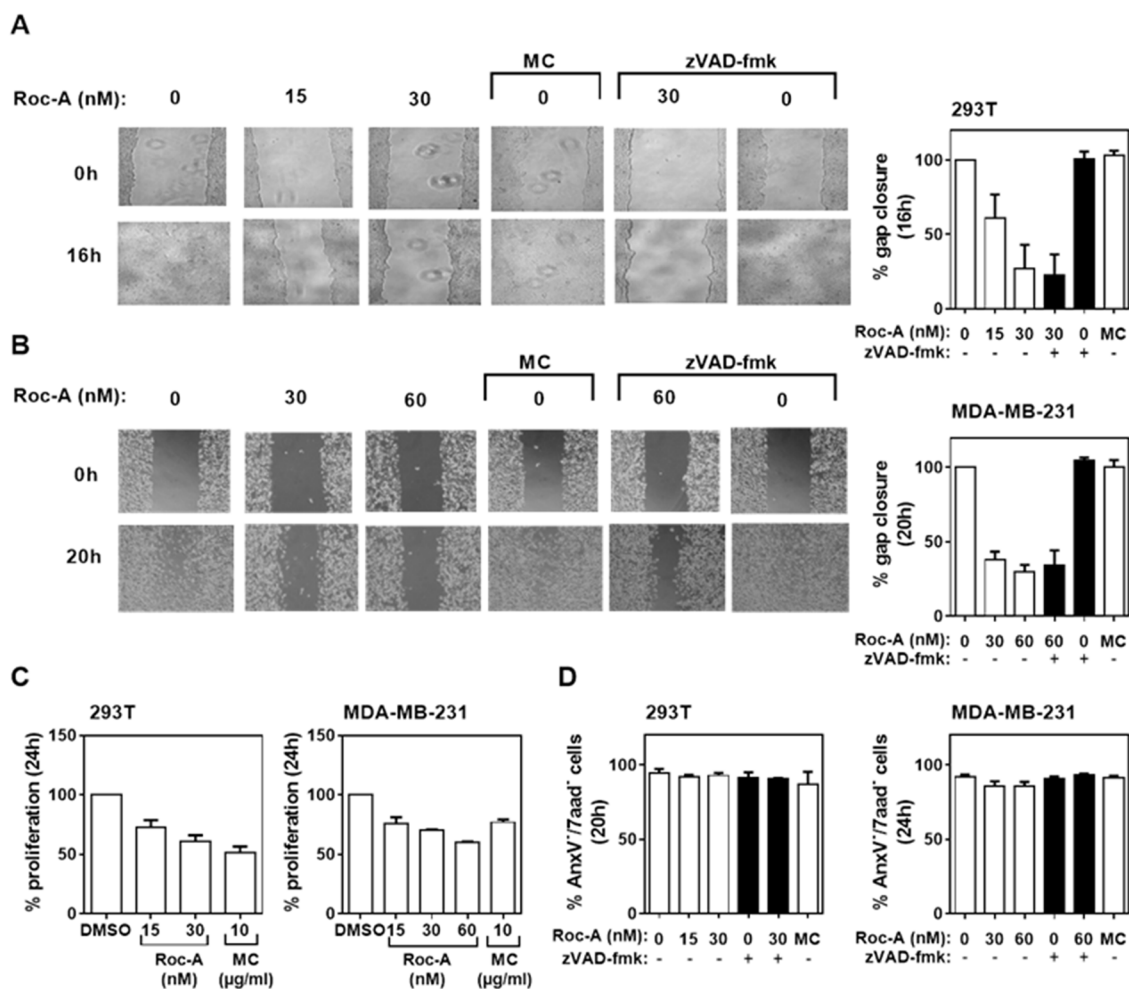 A
MC
zVAD-fmk
Roc-A (nM): 0 15 30 0 30 0
0h
16h
293T
% gap closure
(16h)
100
50
0
Roc-A (nM): 0 15 30 30 0 MC
zVAD-fmk: - - - + + -
B
MC
zVAD-fmk
Roc-A (nM): 0 30 60 0 60 0
0h
20h
MDA-MB-231
% gap closure
(20h)
100
50
0
Roc-A (nM): 0 30 60 60 0 MC
zVAD-fmk: - - - + + -
C
293T
% proliferation (24h)
150
100
50
0
DMSO 15 30 10
Roc-A MC
(nM) (µg/ml)
MDA-MB-231
% proliferation (24h)
150
100
50
0
DMSO 15 30 60 10
Roc-A MC
(nM) (µg/ml)
D
293T
% AnxV⁻/7aad⁻ cells
(20h)
100
50
0
Roc-A (nM): 0 15 30 0 30 MC
zVAD-fmk: - - - + + -
MDA-MB-231
% AnxV⁻/7aad⁻ cells
(24h)
100
50
0
Roc-A (nM): 0 30 60 0 60 MC
zVAD-fmk: - - - + + -